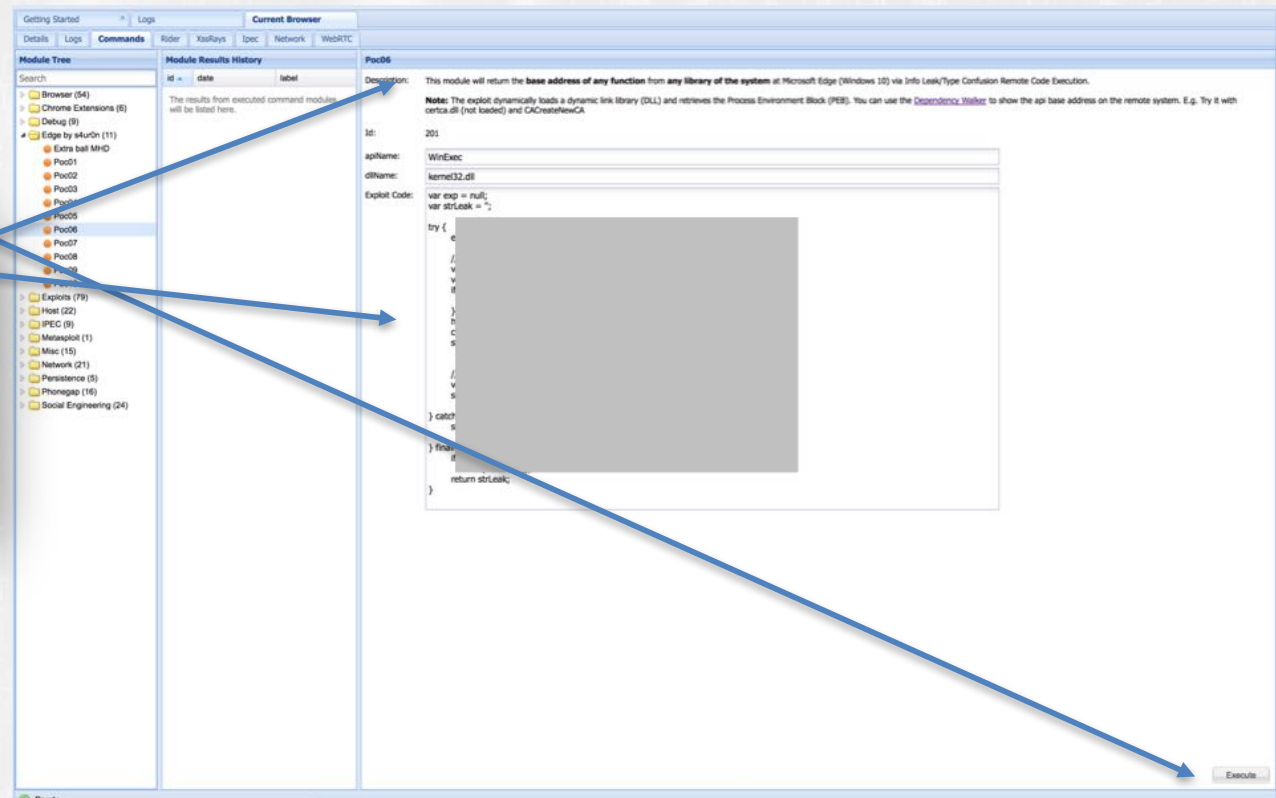 Getting Started
Logs
Current Browser
Details Logs Commands Rider XssRays Ipec Network WebRTC
Module Tree
Search
Browser (54)
Chrome Extensions (6)
Debug (9)
Edge by s4ur0n (11)
Extra ball MHD
Poc01
Poc02
Poc03
Poc05
Poc06
Poc07
Poc08
Exploits (79)
Host (22)
IPEC (9)
Metasploit (1)
Misc (15)
Network (21)
Persistence (5)
Phonegap (16)
Social Engineering (24)
Module Results History
id date label
The results from executed command modules
will be listed here.
Poc06
Description: This module will return the base address of any function from any library of the system at Microsoft Edge (Windows 10) via Info Leak/Type Confusion Remote Code Execution.
Note: The exploit dynamically loads a dynamic link library (DLL) and retrieves the Process Environment Block (PEB). You can use the Dependency Walker to show the api base address on the remote system. E.g. Try it with
certca.dll (not loaded) and CACreateNewCA
Id: 201
apiName: WinExec
dllName: kernel32.dll
Exploit Code: var exp = null;
var strLeak = '';
try {
e
//
v
v
if
}
h
c
s
//
v
s
} catch
s
} final
if
return strLeak;
}
Execute